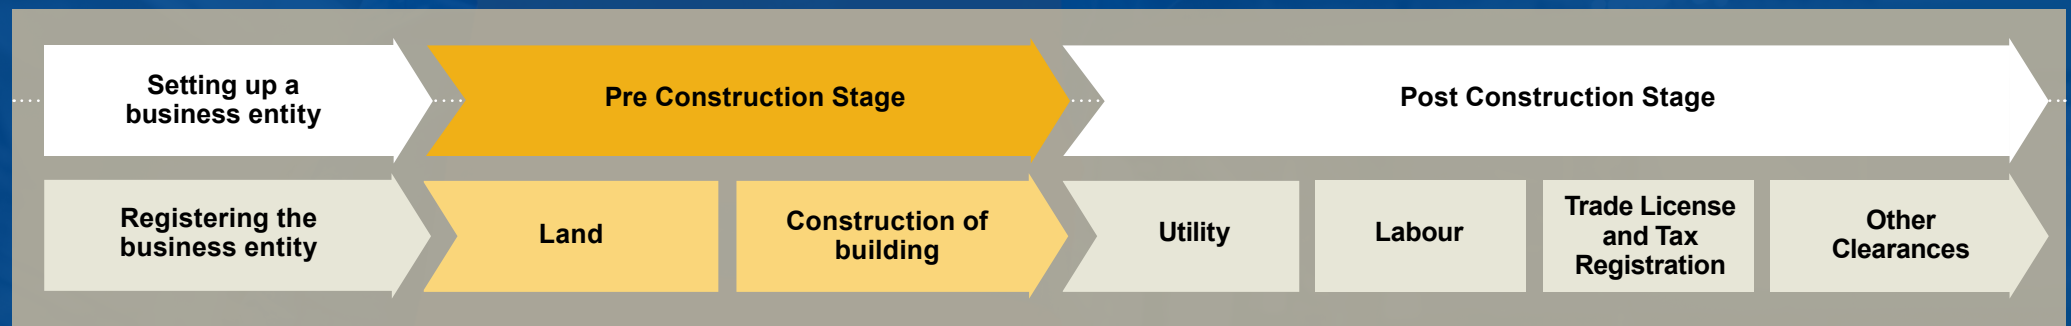 Setting up a
business entity
Pre Construction Stage
Post Construction Stage
Registering the
business entity
Land
Construction of
building
Utility
Labour
Trade License
and Tax
Registration
Other
Clearances